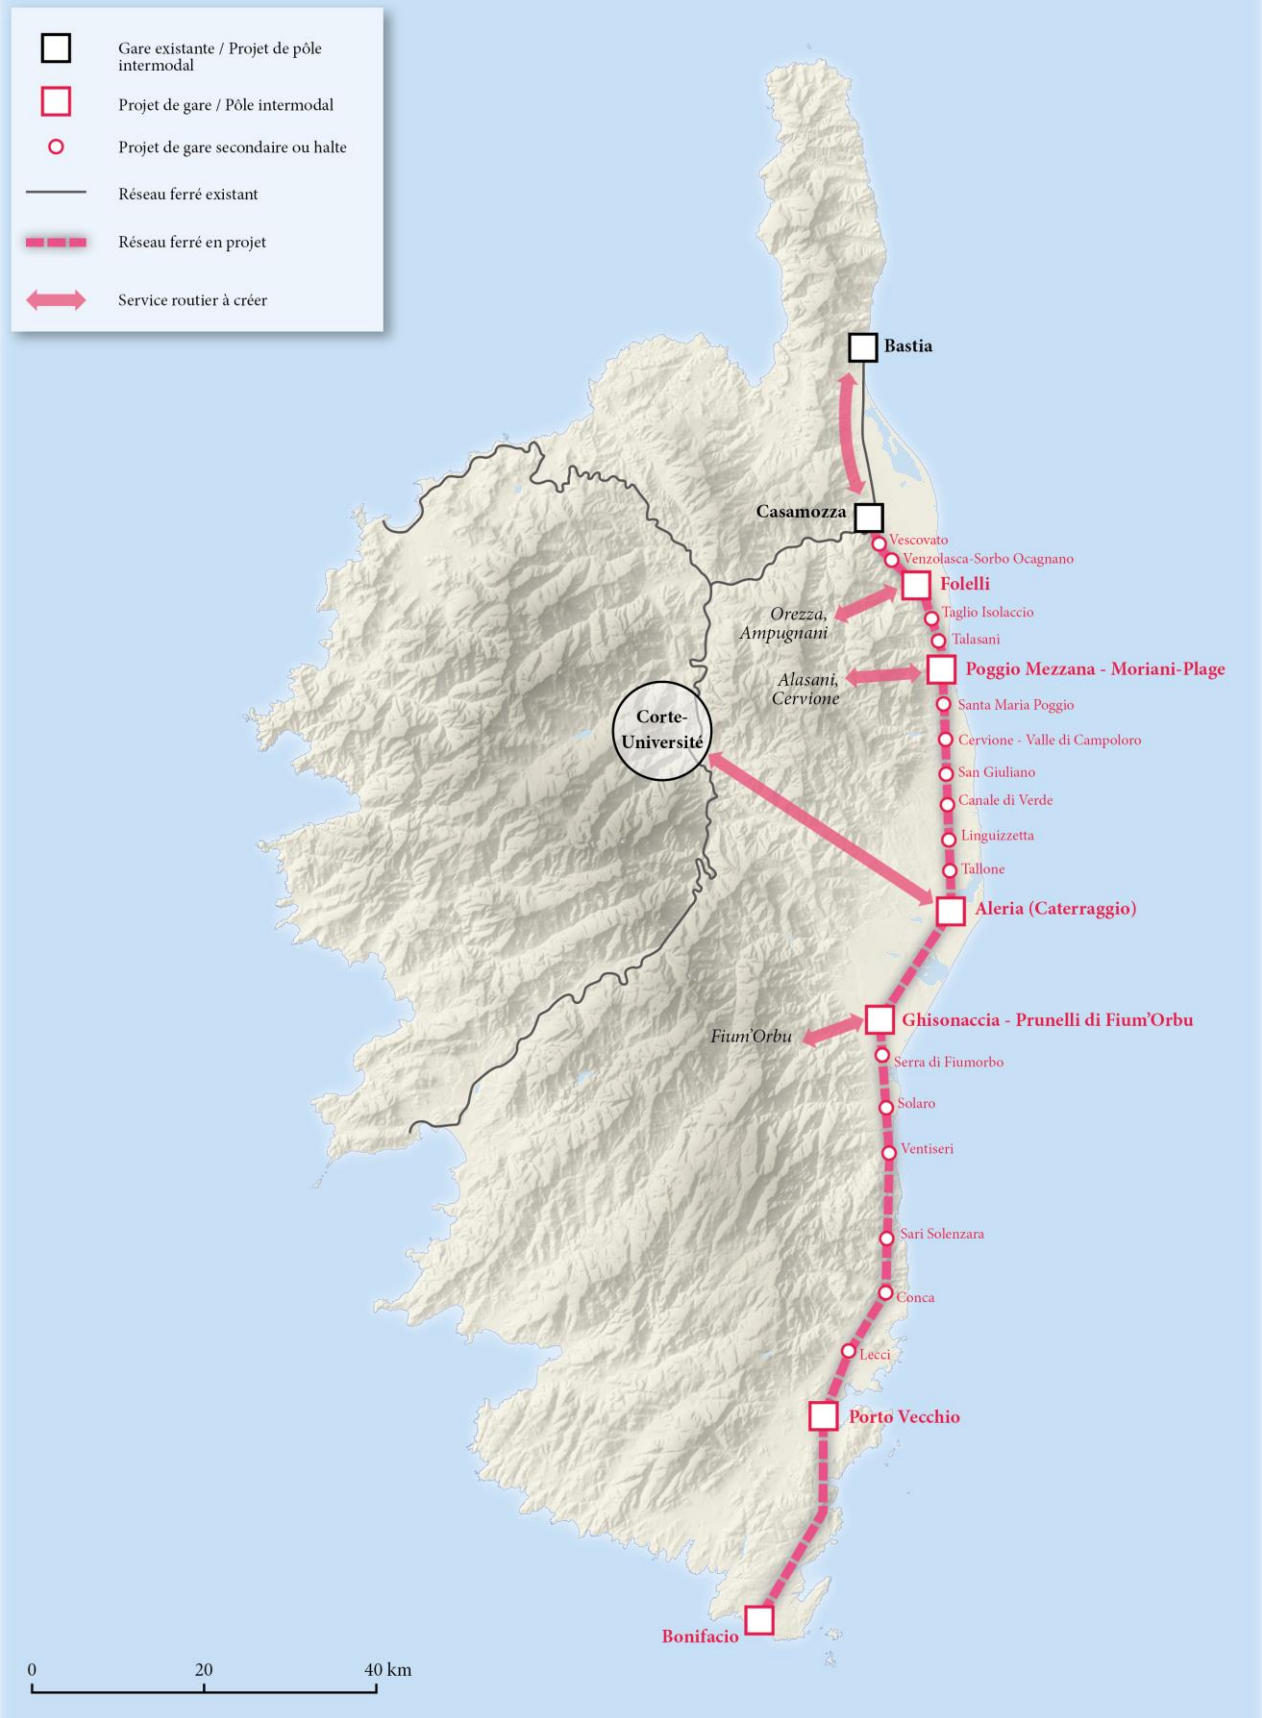 Gare existante / Projet de pôle
intermodal
Projet de gare / Pôle intermodal
Projet de gare secondaire ou halte
Réseau ferré existant
Réseau ferré en projet
Service routier à créer
Bastia
Casamozza
Vescovato
Venzolasca-Sorbo Ocagnano
Folelli
Orezza,
Ampugnani
Taglio Isolaccio
Talasani
Poggio Mezzana - Moriani-Plage
Alasani,
Cervione
Santa Maria Poggio
Corte-
Université
Cervione - Valle di Campoloro
San Giuliano
Canale di Verde
Linguizzetta
Tallone
Aleria (Caterraggio)
Ghisonaccia - Prunelli di Fium'Orbu
Fium'Orbu
Serra di Fiumorbo
Solaro
Ventiseri
Sari Solenzara
Conca
Lecci
Porto Vecchio
Bonifacio
0 20 40 km